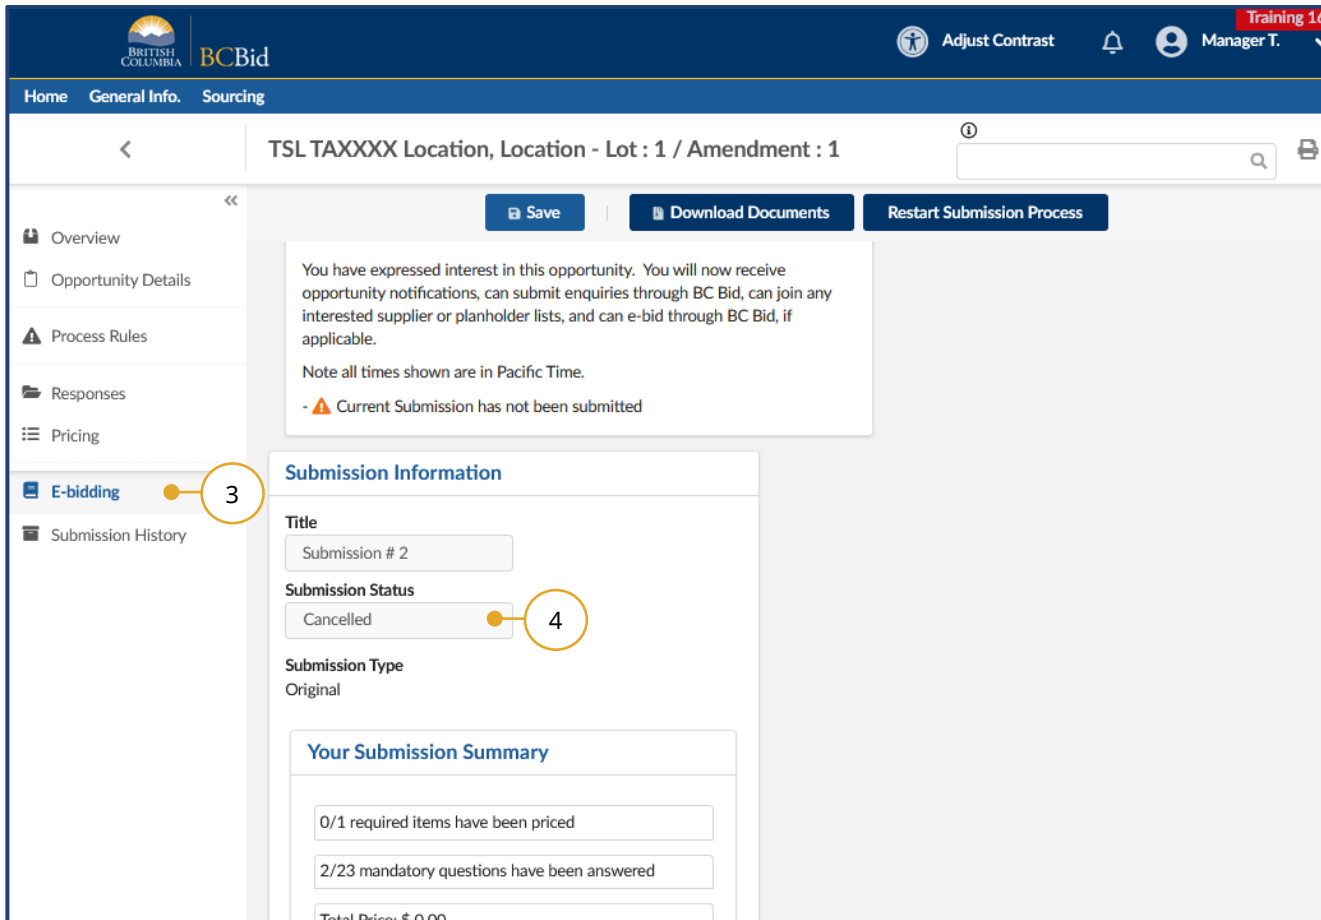 Training 16
BRITISH
COLUMBIA
BCBid
Adjust Contrast
Manager T.
Home General Info. Sourcing
TSL TAXXXX Location, Location - Lot : 1 / Amendment : 1
Save
Download Documents
Restart Submission Process
Overview
Opportunity Details
Process Rules
Responses
Pricing
E-bidding
3
Submission History
You have expressed interest in this opportunity. You will now receive
opportunity notifications, can submit enquiries through BC Bid, can join any
interested supplier or planholder lists, and can e-bid through BC Bid, if
applicable.
Note all times shown are in Pacific Time.
- Current Submission has not been submitted
Submission Information
Title
Submission # 2
Submission Status
Cancelled
4
Submission Type
Original
Your Submission Summary
0/1 required items have been priced
2/23 mandatory questions have been answered
Total Price: $ 0.00